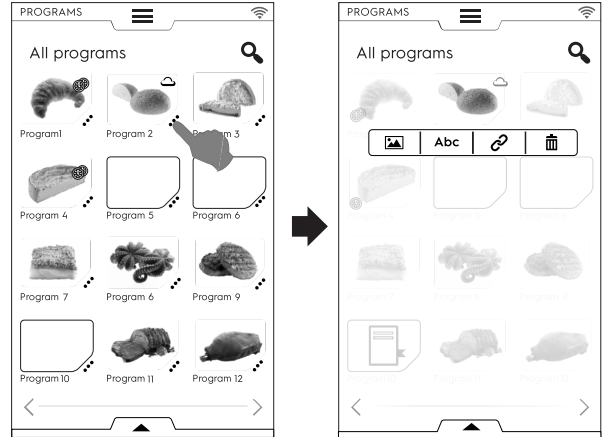 PROGRAMS
All programs
Program1
Program 2
Program 3
Program 4
Program 5
Program 6
Program 7
Program 6
Program 9
Program 10
Program 11
Program 12
PROGRAMS
All programs
Abc